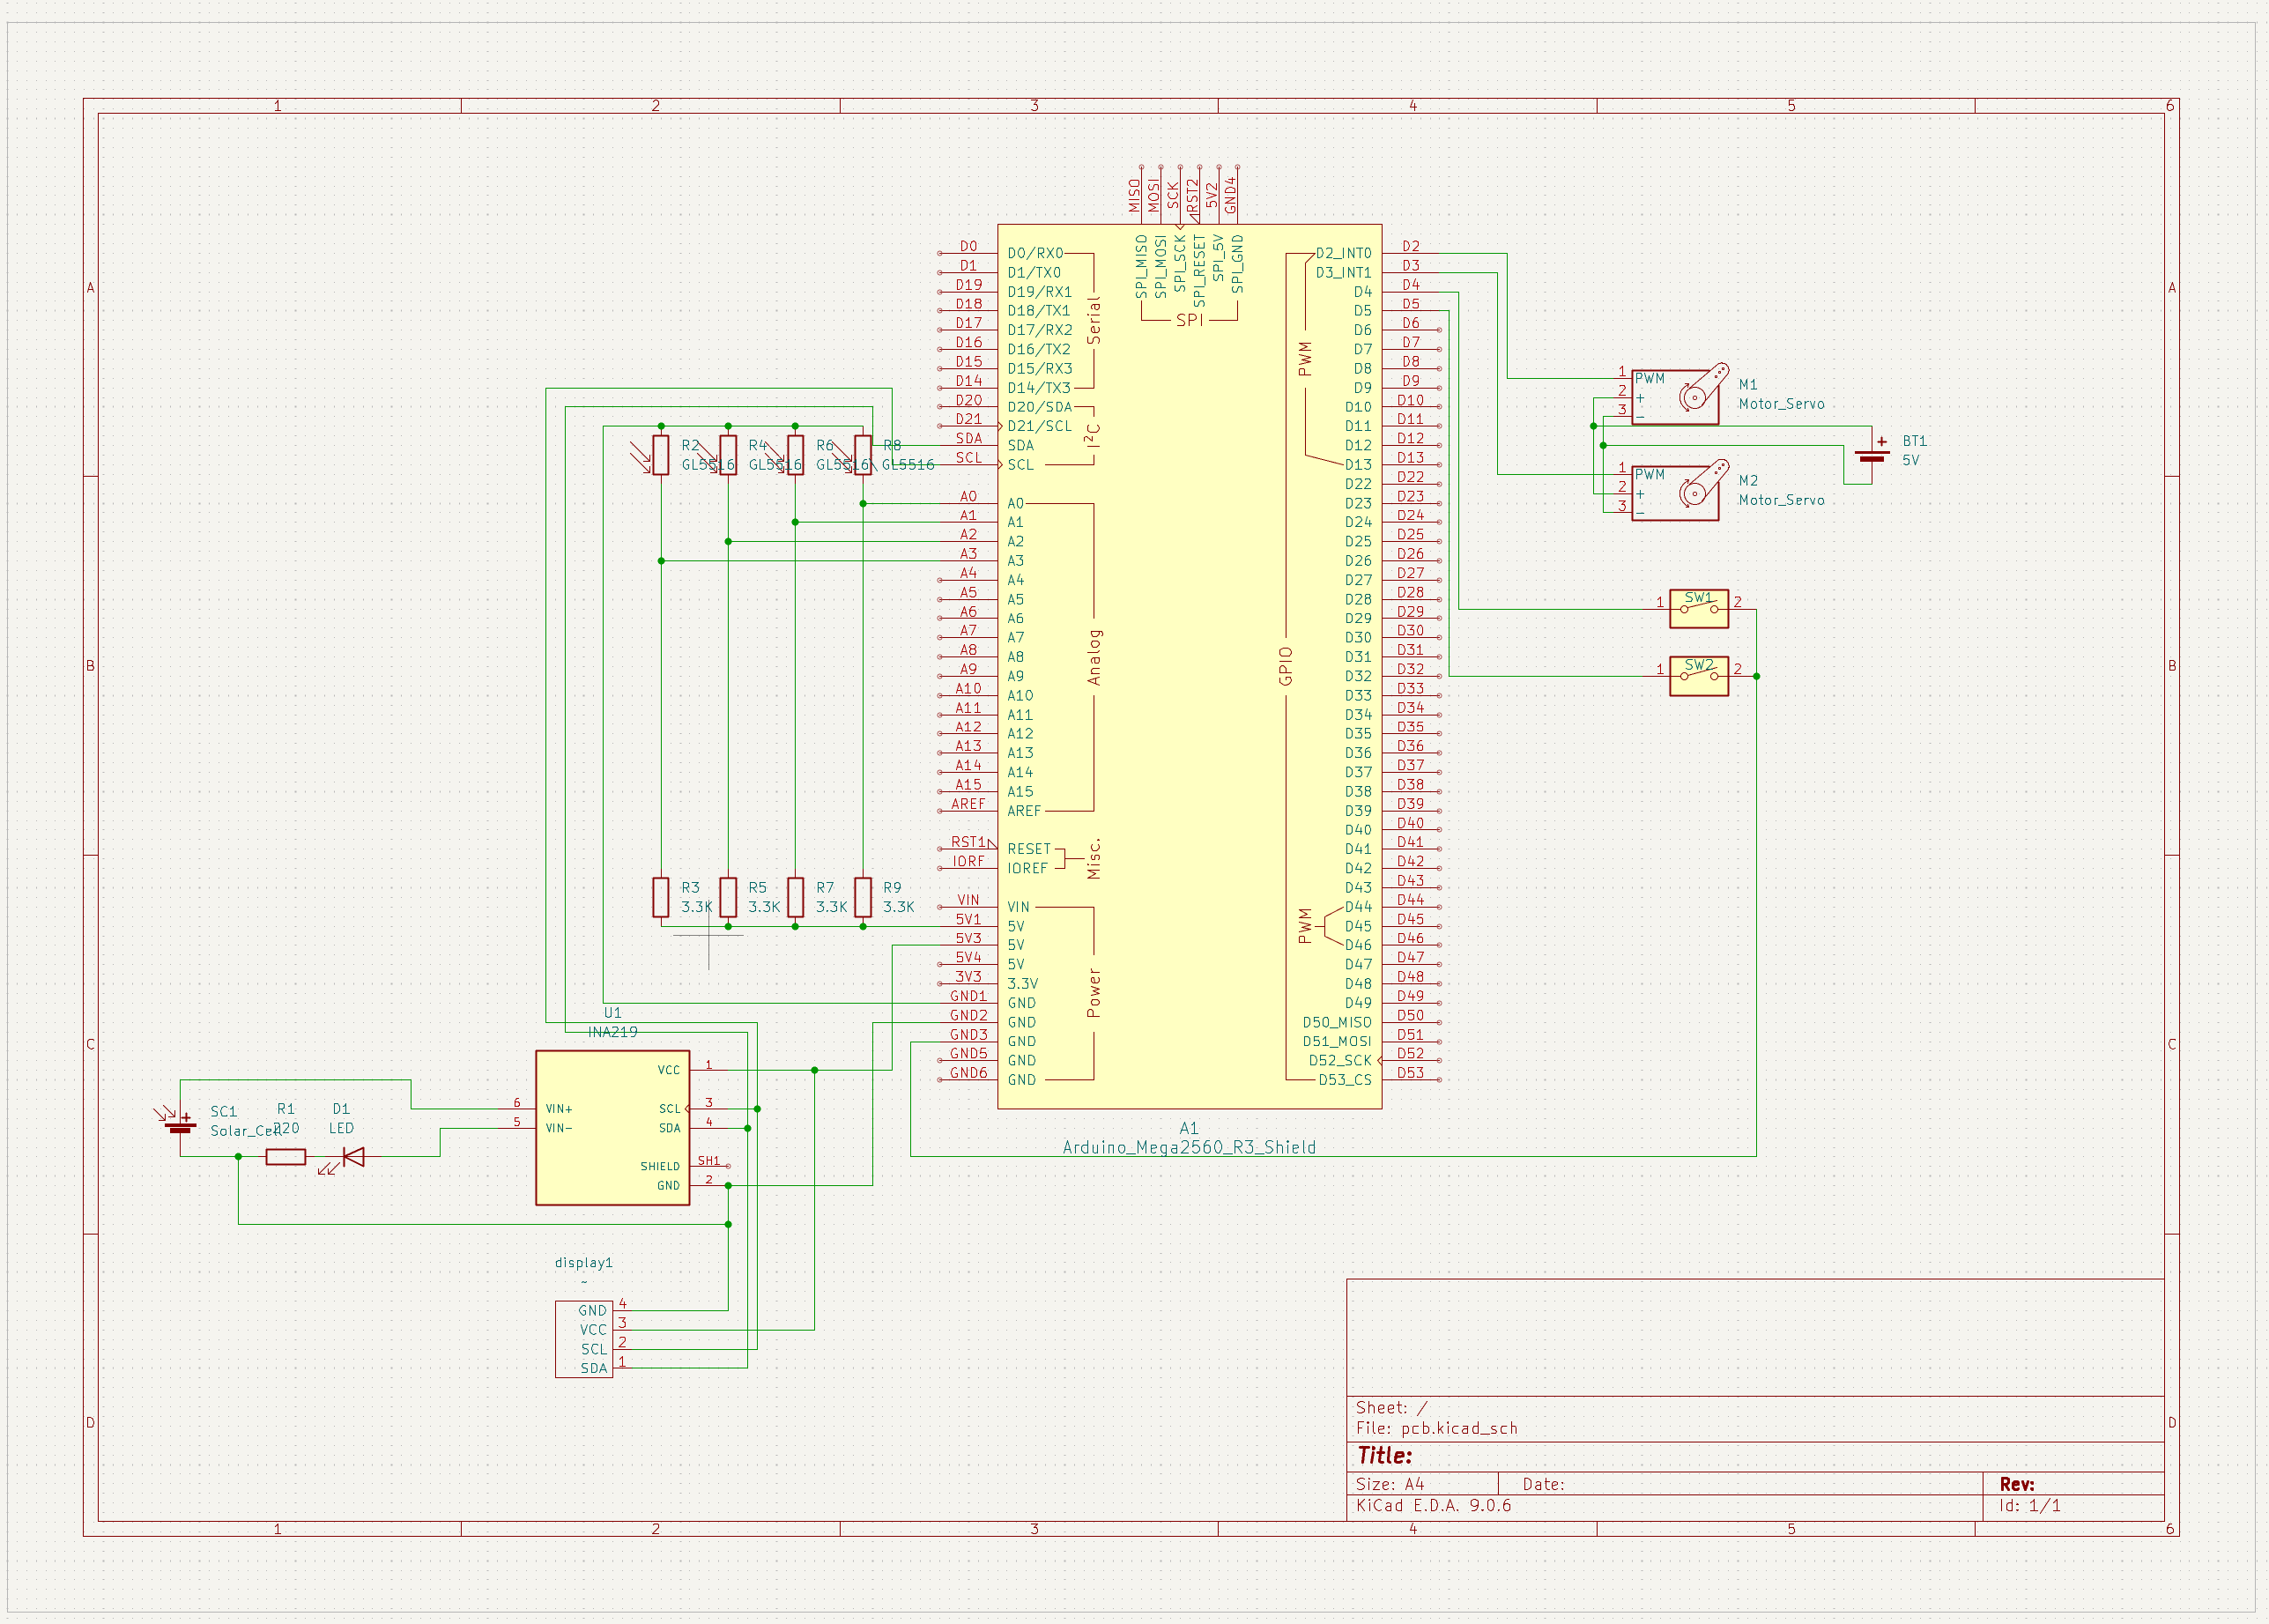 1 2 3 4 5 6
A A
B B
C C
D D
1 2 3 4 5 6
MISO MOSI SCK RST2 5V2 GND4
SPI_MISO SPI_MOSI SPI_SCK SPI_RESET SPI_5V SPI_GND
SPI
D0 D0/RX0
D1 D1/TX0
D19 D19/RX1
D18 D18/TX1
D17 D17/RX2
D16 D16/TX2
D15 D15/RX3
D14 D14/TX3
Serial
D20 D20/SDA
D21 D21/SCL
SDA SDA
SCL SCL
I²C
A0 A0
A1 A1
A2 A2
A3 A3
A4 A4
A5 A5
A6 A6
A7 A7
A8 A8
A9 A9
A10 A10
A11 A11
A12 A12
A13 A13
A14 A14
A15 A15
AREF AREF
Analog
RST1 RESET
IORF IOREF
Misc.
VIN VIN
5V1 5V
5V3 5V
5V4 5V
3V3 3.3V
GND1 GND
GND2 GND
GND3 GND
GND5 GND
GND6 GND
Power
D2_INT0 D2
D3_INT1 D3
D4 D4
D5 D5
D6 D6
D7 D7
D8 D8
D9 D9
D10 D10
D11 D11
D12 D12
D13 D13
PWM
D22 D22
D23 D23
D24 D24
D25 D25
D26 D26
D27 D27
D28 D28
D29 D29
D30 D30
D31 D31
D32 D32
D33 D33
D34 D34
D35 D35
D36 D36
D37 D37
D38 D38
D39 D39
D40 D40
D41 D41
D42 D42
D43 D43
D44 D44
D45 D45
D46 D46
PWM
D47 D47
D48 D48
D49 D49
D50_MISO D50
D51_MOSI D51
D52_SCK D52
D53_CS D53
GPIO
A1
Arduino_Mega2560_R3_Shield
R2
GL5516
R4
GL5516
R6
GL5516
R8
GL5516
R3
3.3K
R5
3.3K
R7
3.3K
R9
3.3K
1 PWM
2 +
3 −
M1
Motor_Servo
1 PWM
2 +
3 −
M2
Motor_Servo
+
BT1
5V
1 SW1 2
1 SW2 2
U1
INA219
VCC 1
6 VIN+ SCL 3
5 VIN- SDA 4
SHIELD SH1
GND 2
+
SC1
Solar_Cell
R1
220
D1
LED
display1
~
GND 4
VCC 3
SCL 2
SDA 1
Sheet: /
File: pcb.kicad_sch
Title:
Size: A4 Date: Rev:
KiCad E.D.A. 9.0.6 Id: 1/1